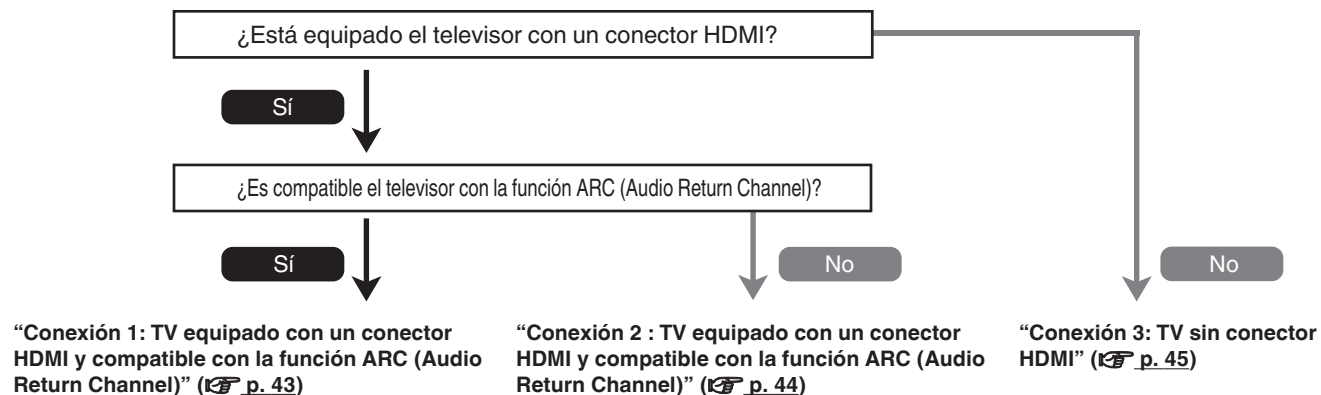 ¿Está equipado el televisor con un conector HDMI?
Sí
¿Es compatible el televisor con la función ARC (Audio Return Channel)?
Sí
No
No
“Conexión 1: TV equipado con un conector
HDMI y compatible con la función ARC (Audio
Return Channel)” (☞ p. 43)
“Conexión 2 : TV equipado con un conector
HDMI y compatible con la función ARC (Audio
Return Channel)” (☞ p. 44)
“Conexión 3: TV sin conector
HDMI” (☞ p. 45)